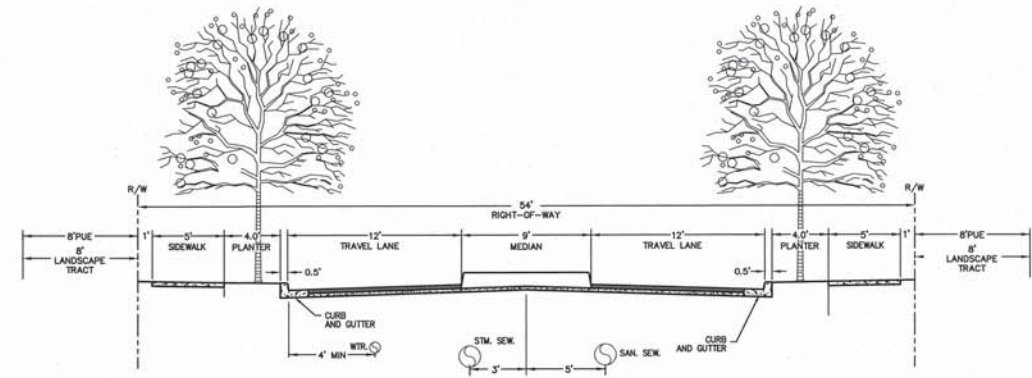 R/W
R/W
54'
RIGHT-OF-WAY
8'PUE
1'
5'
4.0'
12'
9'
12'
4.0'
5'
1'
8'PUE
SIDEWALK
PLANTER
TRAVEL LANE
MEDIAN
TRAVEL LANE
PLANTER
SIDEWALK
8'
LANDSCAPE
TRACT
8'
LANDSCAPE
TRACT
0.5'
0.5'
CURB
AND GUTTER
CURB
AND GUTTER
WTR.
4' MIN
STM. SEW.
SAN. SEW.
3'
5'